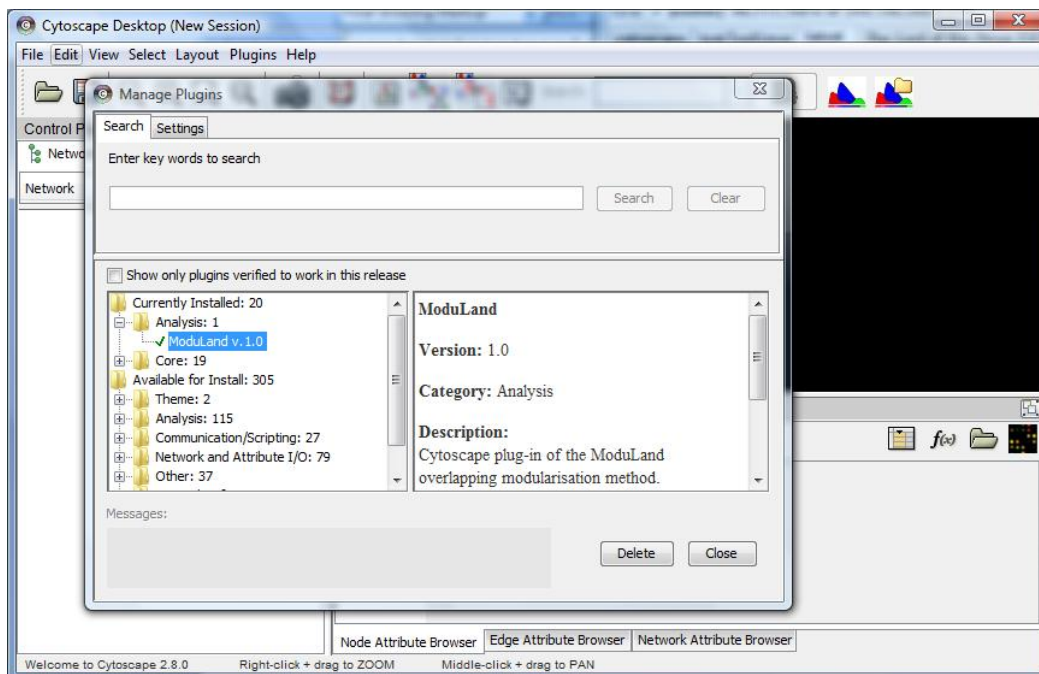 Cytoscape Desktop (New Session)
File Edit View Select Layout Plugins Help
Manage Plugins
Control P
Search Settings
Netwo
Enter key words to search
Network
Search Clear
Show only plugins verified to work in this release
Currently Installed: 20
Analysis: 1
ModuLand v.1.0
Core: 19
Available for Install: 305
Theme: 2
Analysis: 115
Communication/Scripting: 27
Network and Attribute I/O: 79
Other: 37
ModuLand
Version: 1.0
Category: Analysis
Description:
Cytoscape plug-in of the ModuLand
overlapping modularisation method.
f(x)
Messages:
Delete Close
Node Attribute Browser Edge Attribute Browser Network Attribute Browser
Welcome to Cytoscape 2.8.0 Right-click + drag to ZOOM Middle-click + drag to PAN